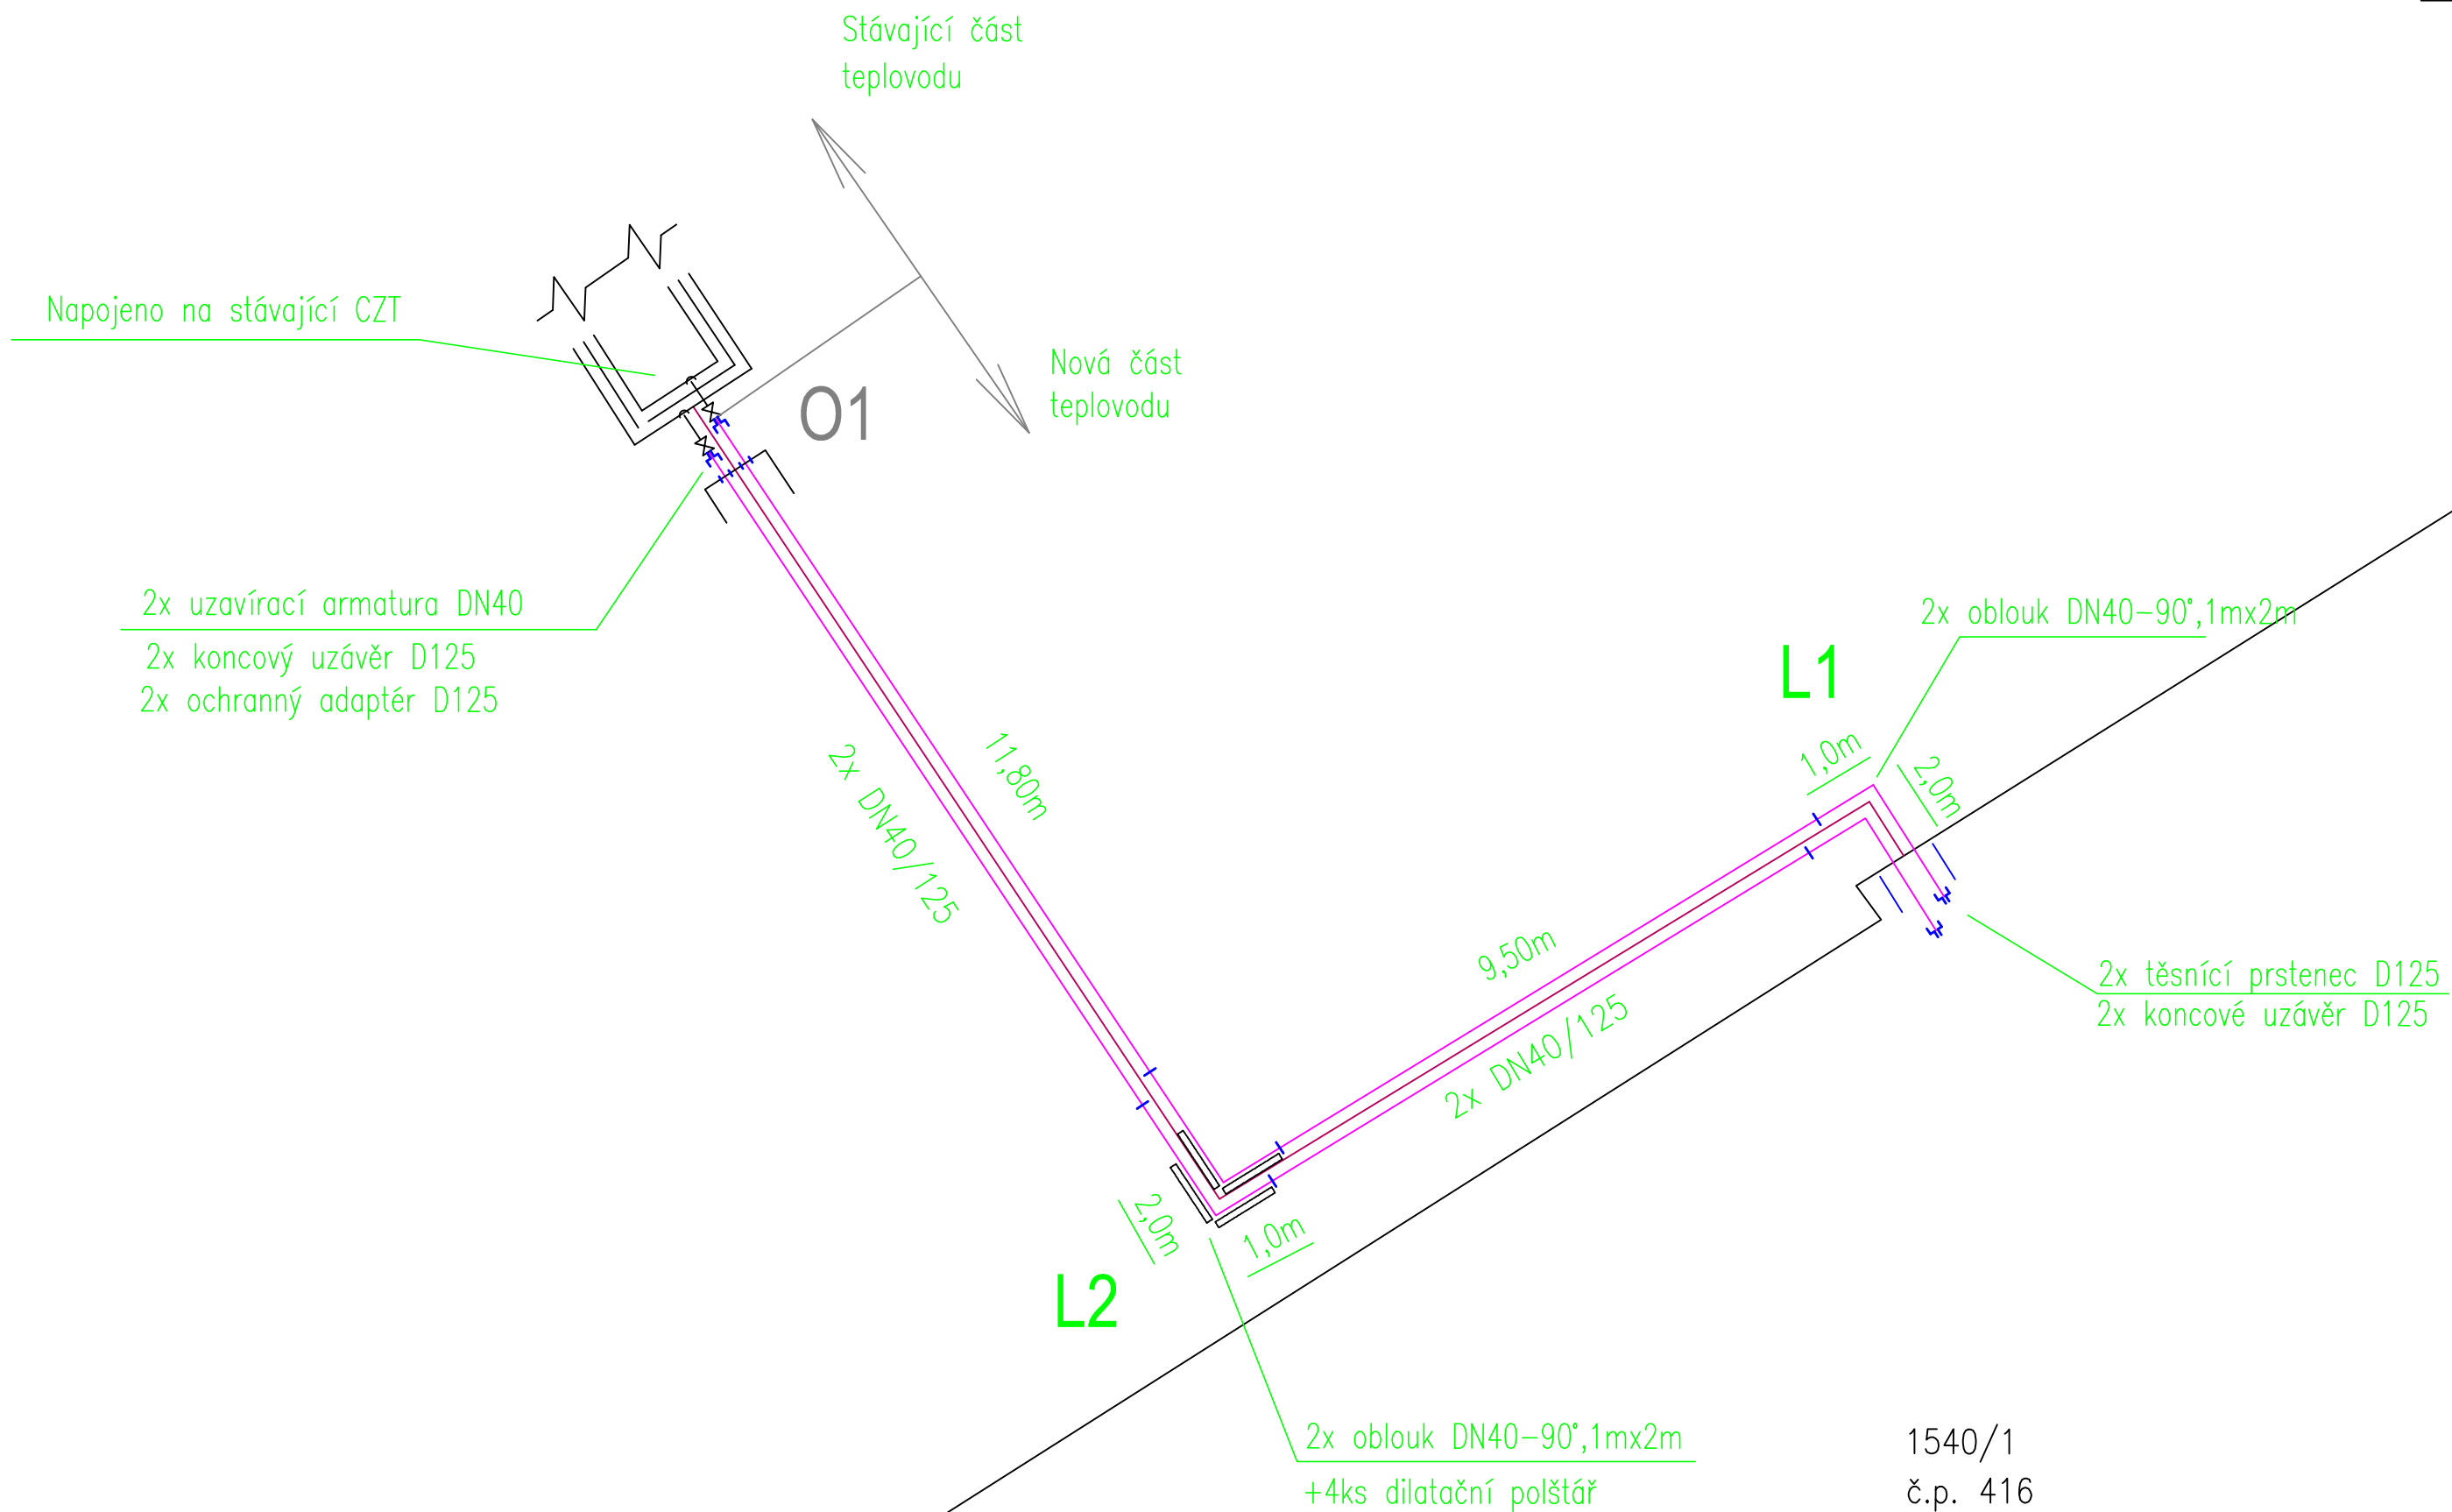 Stávající část
teplovodu
Napojeno na stávající CZT
O1
Nová část
teplovodu
2x uzavírací armatura DN40
2x koncový uzávěr D125
2x ochranný adaptér D125
2x oblouk DN40-90°,1mx2m
L1
11,80m
2x DN40/125
1,0m
2,0m
9,50m
2x DN40/125
2x těsnící prstenec D125
2x koncové uzávěr D125
2,0m
1,0m
L2
2x oblouk DN40-90°,1mx2m
+4ks dilatační polštář
1540/1
č.p. 416